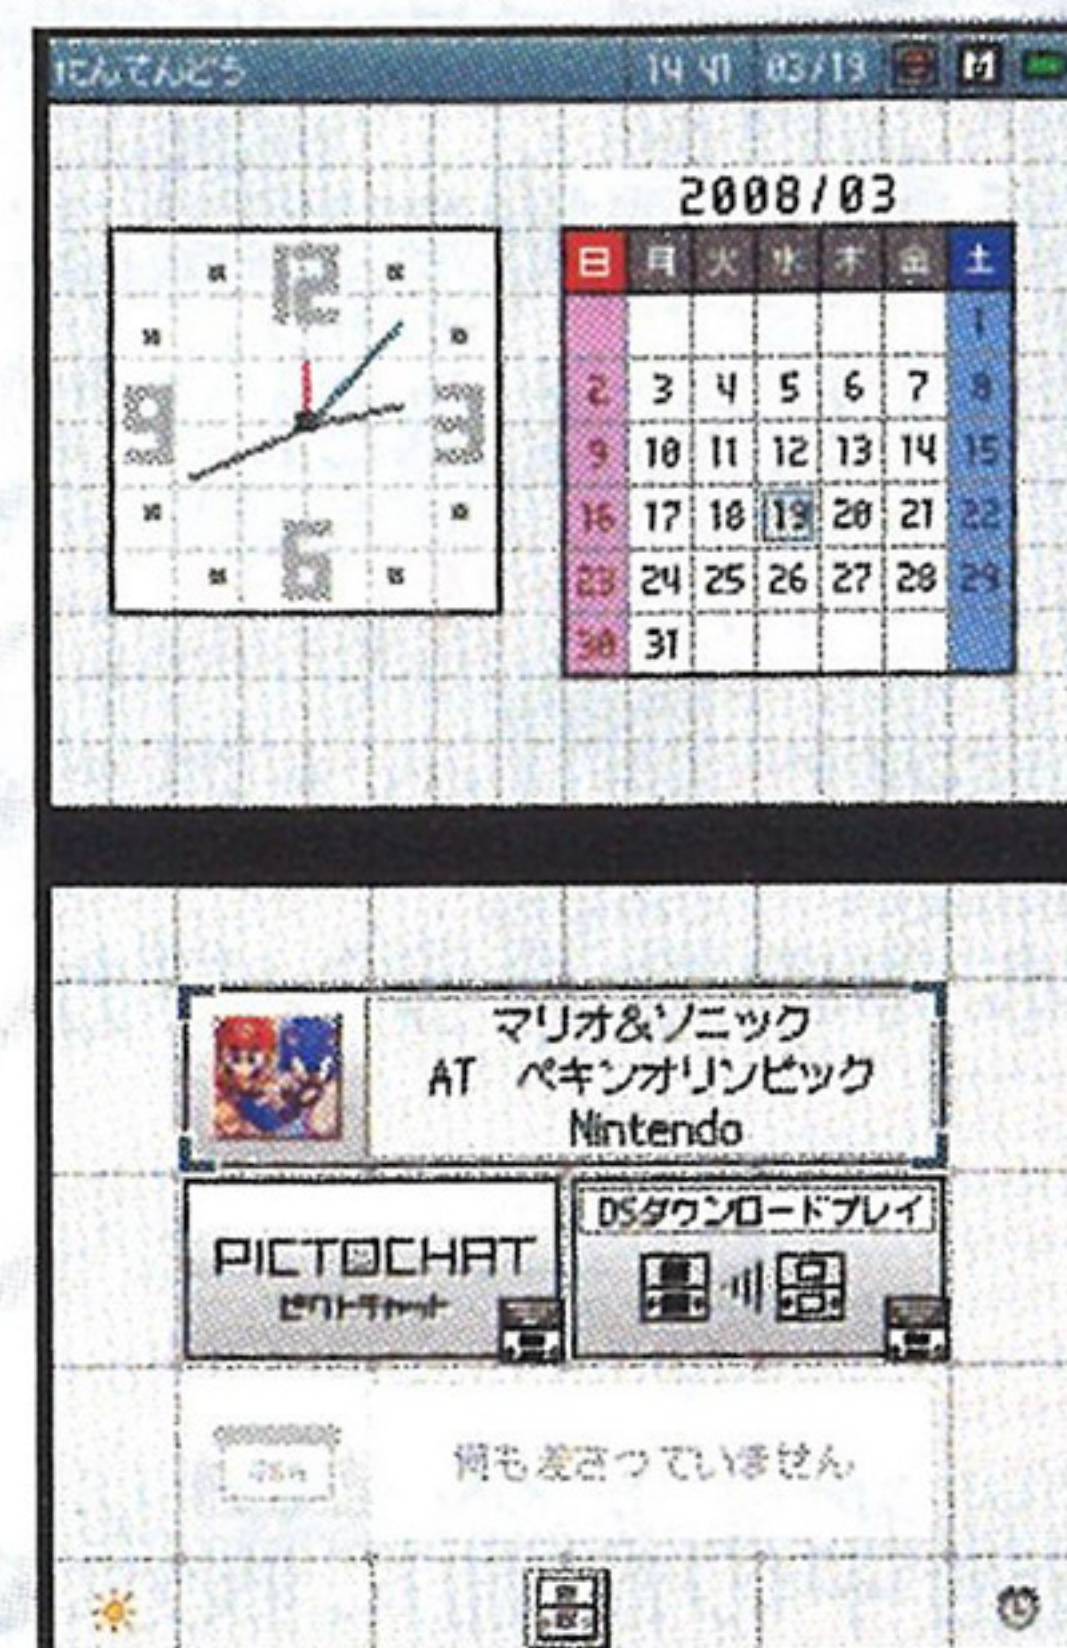 にんてんどう 14 41 03/19 M
2008/03
12
9 3
6
日 月 火 水 木 金 土
1
2 3 4 5 6 7 8
9 10 11 12 13 14 15
16 17 18 19 20 21 22
23 24 25 26 27 28 29
30 31
マリオ&ソニック
AT ペキンオリンピック
Nintendo
PICTOCHAT
ピクトチャット
DSダウンロードプレイ
何も差さっていません